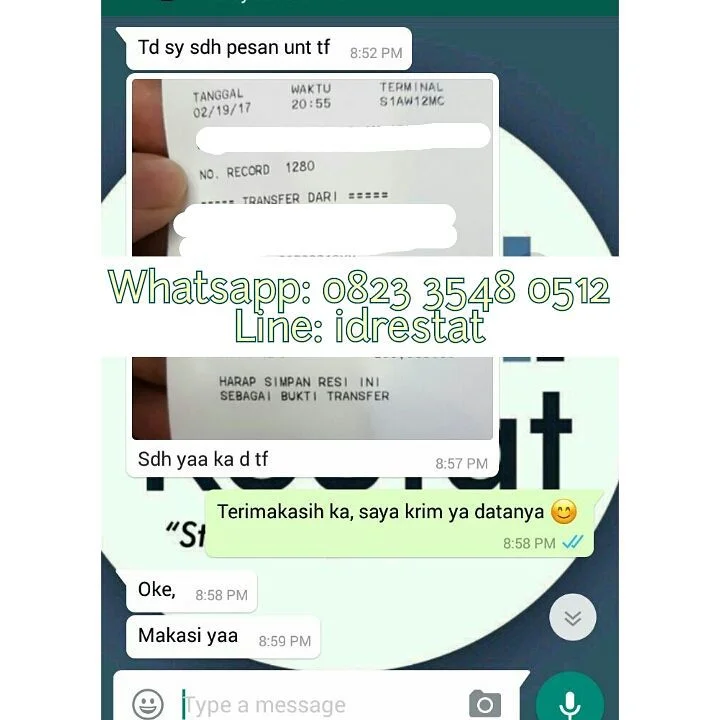 Td sy sdh pesan unt tf 8:52 PM
TANGGAL WAKTU TERMINAL
02/19/17 20:55 S1AW12MC
NO. RECORD 1280
===== TRANSFER DARI =====
Whatsapp: 0823 3548 0512
Line: idrestat
HARAP SIMPAN RESI INI
SEBAGAI BUKTI TRANSFER
Sdh yaa ka d tf 8:57 PM
Terimakasih ka, saya krim ya datanya 😊
8:58 PM
Oke, 8:58 PM
Makasi yaa 8:59 PM
Type a message